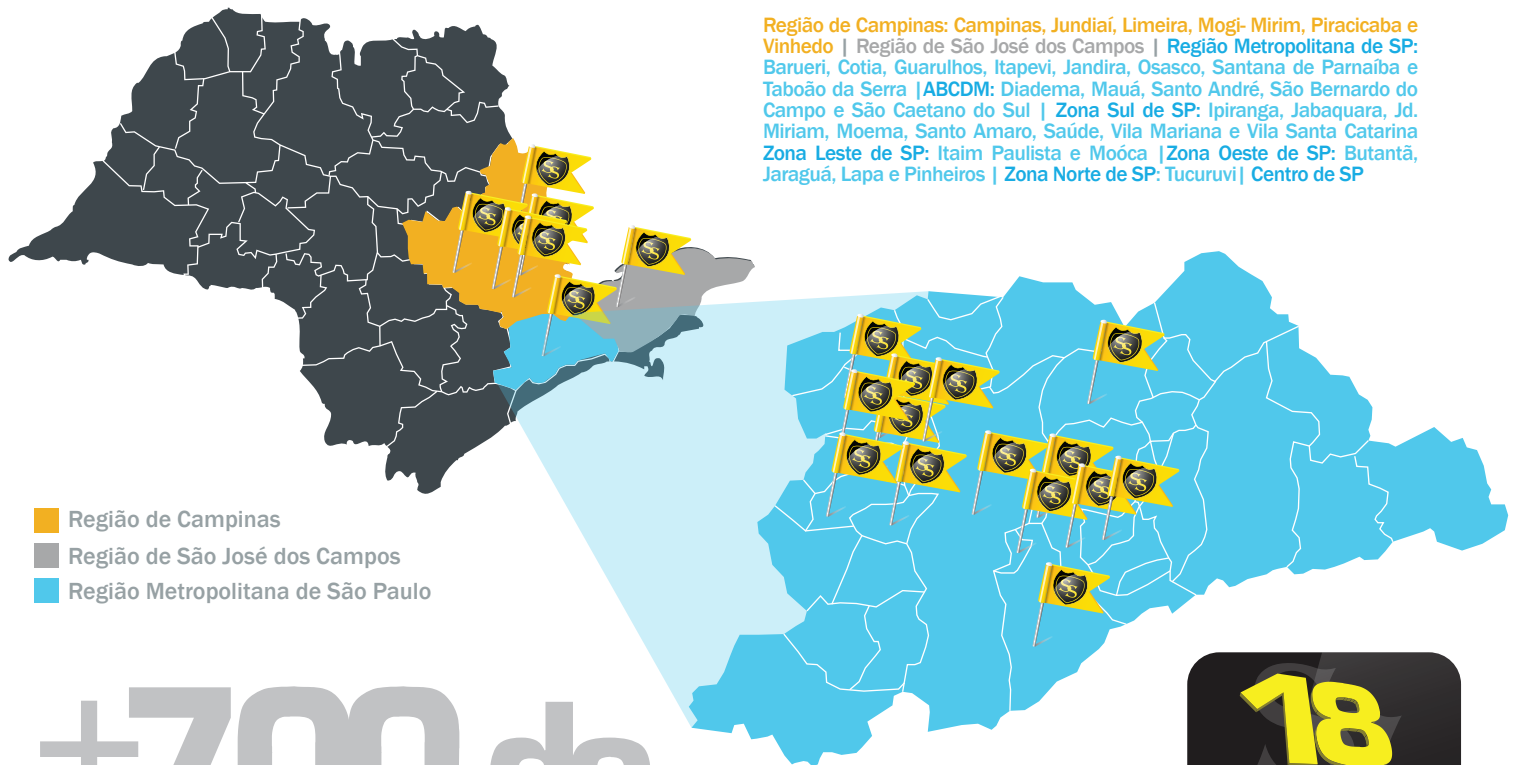 Região de Campinas: Campinas, Jundiaí, Limeira, Mogi- Mirim, Piracicaba e
Vinhedo | Região de São José dos Campos | Região Metropolitana de SP:
Barueri, Cotia, Guarulhos, Itapevi, Jandira, Osasco, Santana de Parnaíba e
Taboão da Serra |ABCDM: Diadema, Mauá, Santo André, São Bernardo do
Campo e São Caetano do Sul | Zona Sul de SP: Ipiranga, Jabaquara, Jd.
Miriam, Moema, Santo Amaro, Saúde, Vila Mariana e Vila Santa Catarina
Zona Leste de SP: Itaim Paulista e Moóca |Zona Oeste de SP: Butantã,
Jaraguá, Lapa e Pinheiros | Zona Norte de SP: Tucuruvi| Centro de SP
Região de Campinas
Região de São José dos Campos
Região Metropolitana de São Paulo
+700 de
18